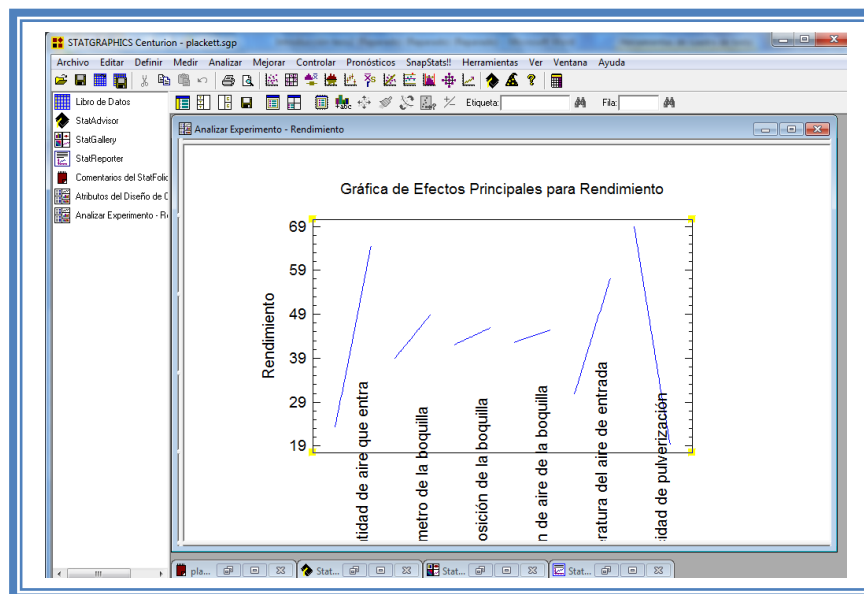 STATGRAPHICS Centurion - plackett.sgp
Archivo Editar Definir Medir Analizar Mejorar Controlar Pronósticos SnapStats!! Herramientas Ver Ventana Ayuda
Etiqueta: Fila:
Libro de Datos
StatAdvisor
StatGallery
StatReporter
Comentarios del StatFolio
Atributos del Diseño de C
Analizar Experimento - Re
Analizar Experimento - Rendimiento
Gráfica de Efectos Principales para Rendimiento
Rendimiento
69
59
49
39
29
19
tidad de aire que entra
metro de la boquilla
osición de la boquilla
n de aire de la boquilla
ratura del aire de entrada
idad de pulverización
pla... Stat... Stat... Stat...